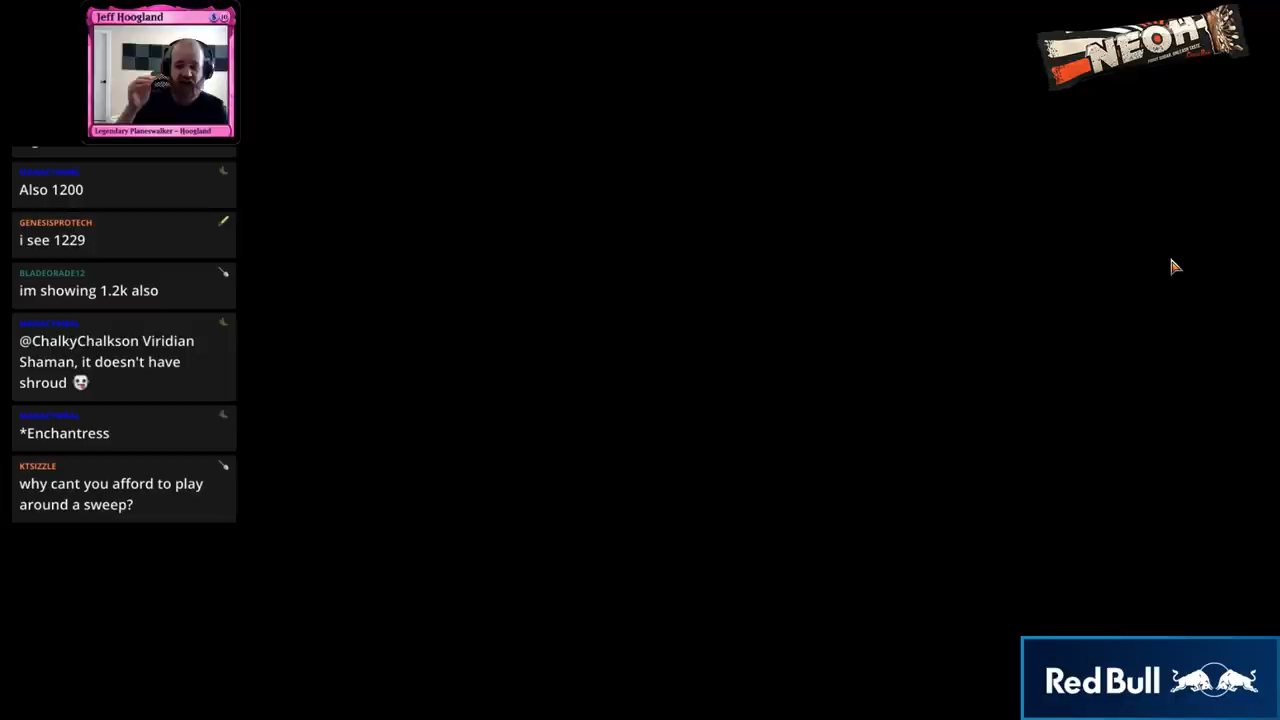 Jeff Hoogland
Legendary Planeswalker – Hoogland
NEOH
Also 1200
GENESISPROTECH
i see 1229
BLADEORADE12
im showing 1.2k also
@ChalkyChalkson Viridian
Shaman, it doesn't have
shroud
*Enchantress
KTSIZZLE
why cant you afford to play
around a sweep?
Red Bull